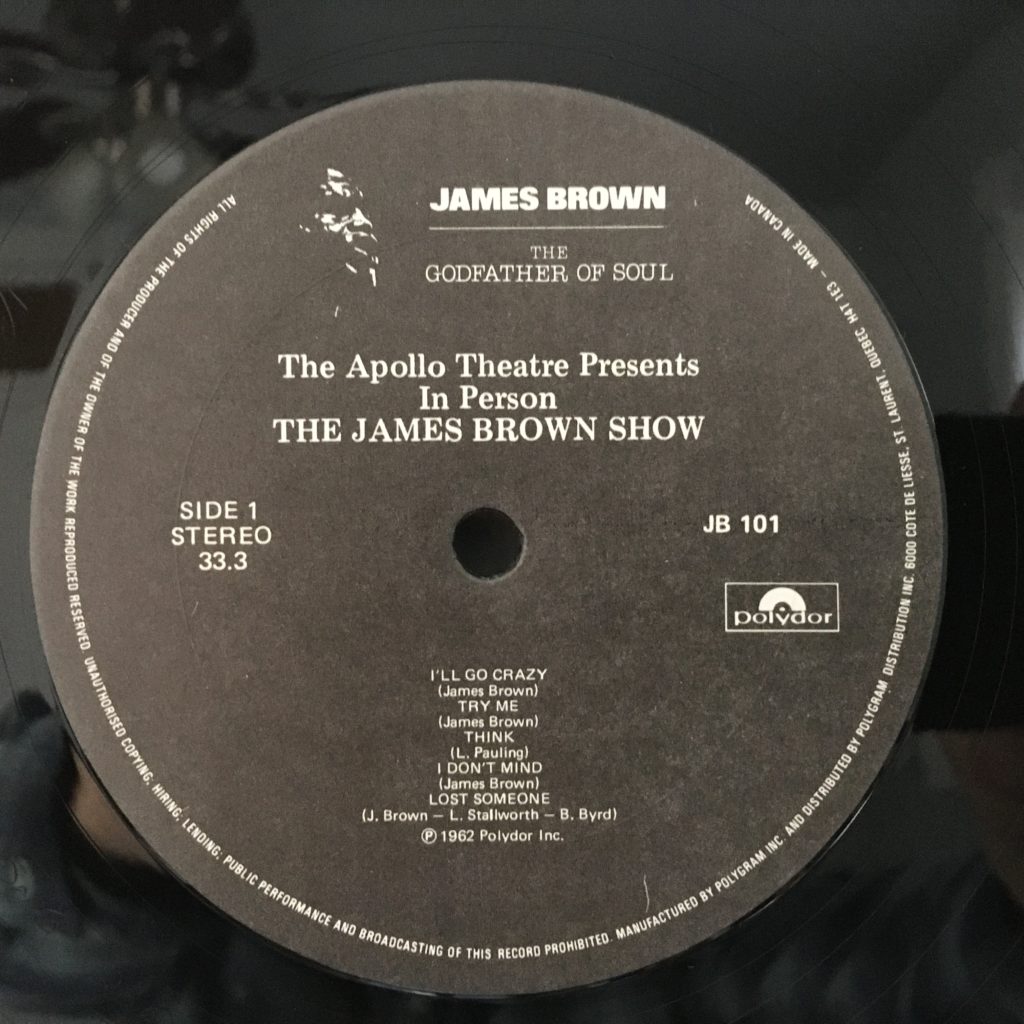 JAMES BROWN
THE
GODFATHER OF SOUL
The Apollo Theatre Presents
In Person
THE JAMES BROWN SHOW
SIDE 1
STEREO
33.3
JB 101
polydor
I'LL GO CRAZY
(James Brown)
TRY ME
(James Brown)
THINK
(L. Pauling)
I DON'T MIND
(James Brown)
LOST SOMEONE
(J. Brown — L. Stallworth — B. Byrd)
℗ 1962 Polydor Inc.
ALL RIGHTS OF THE PRODUCER AND OF THE OWNER OF THE WORK REPRODUCED RESERVED. UNAUTHORISED COPYING, HIRING, LENDING; PUBLIC PERFORMANCE AND BROADCASTING OF THIS RECORD PROHIBITED. MANUFACTURED BY POLYGRAM INC. AND DISTRIBUTED BY POLYGRAM DISTRIBUTION INC. 6000 COTE DE LIESSE, ST. LAURENT, QUEBEC H4T 1E3 — MADE IN CANADA